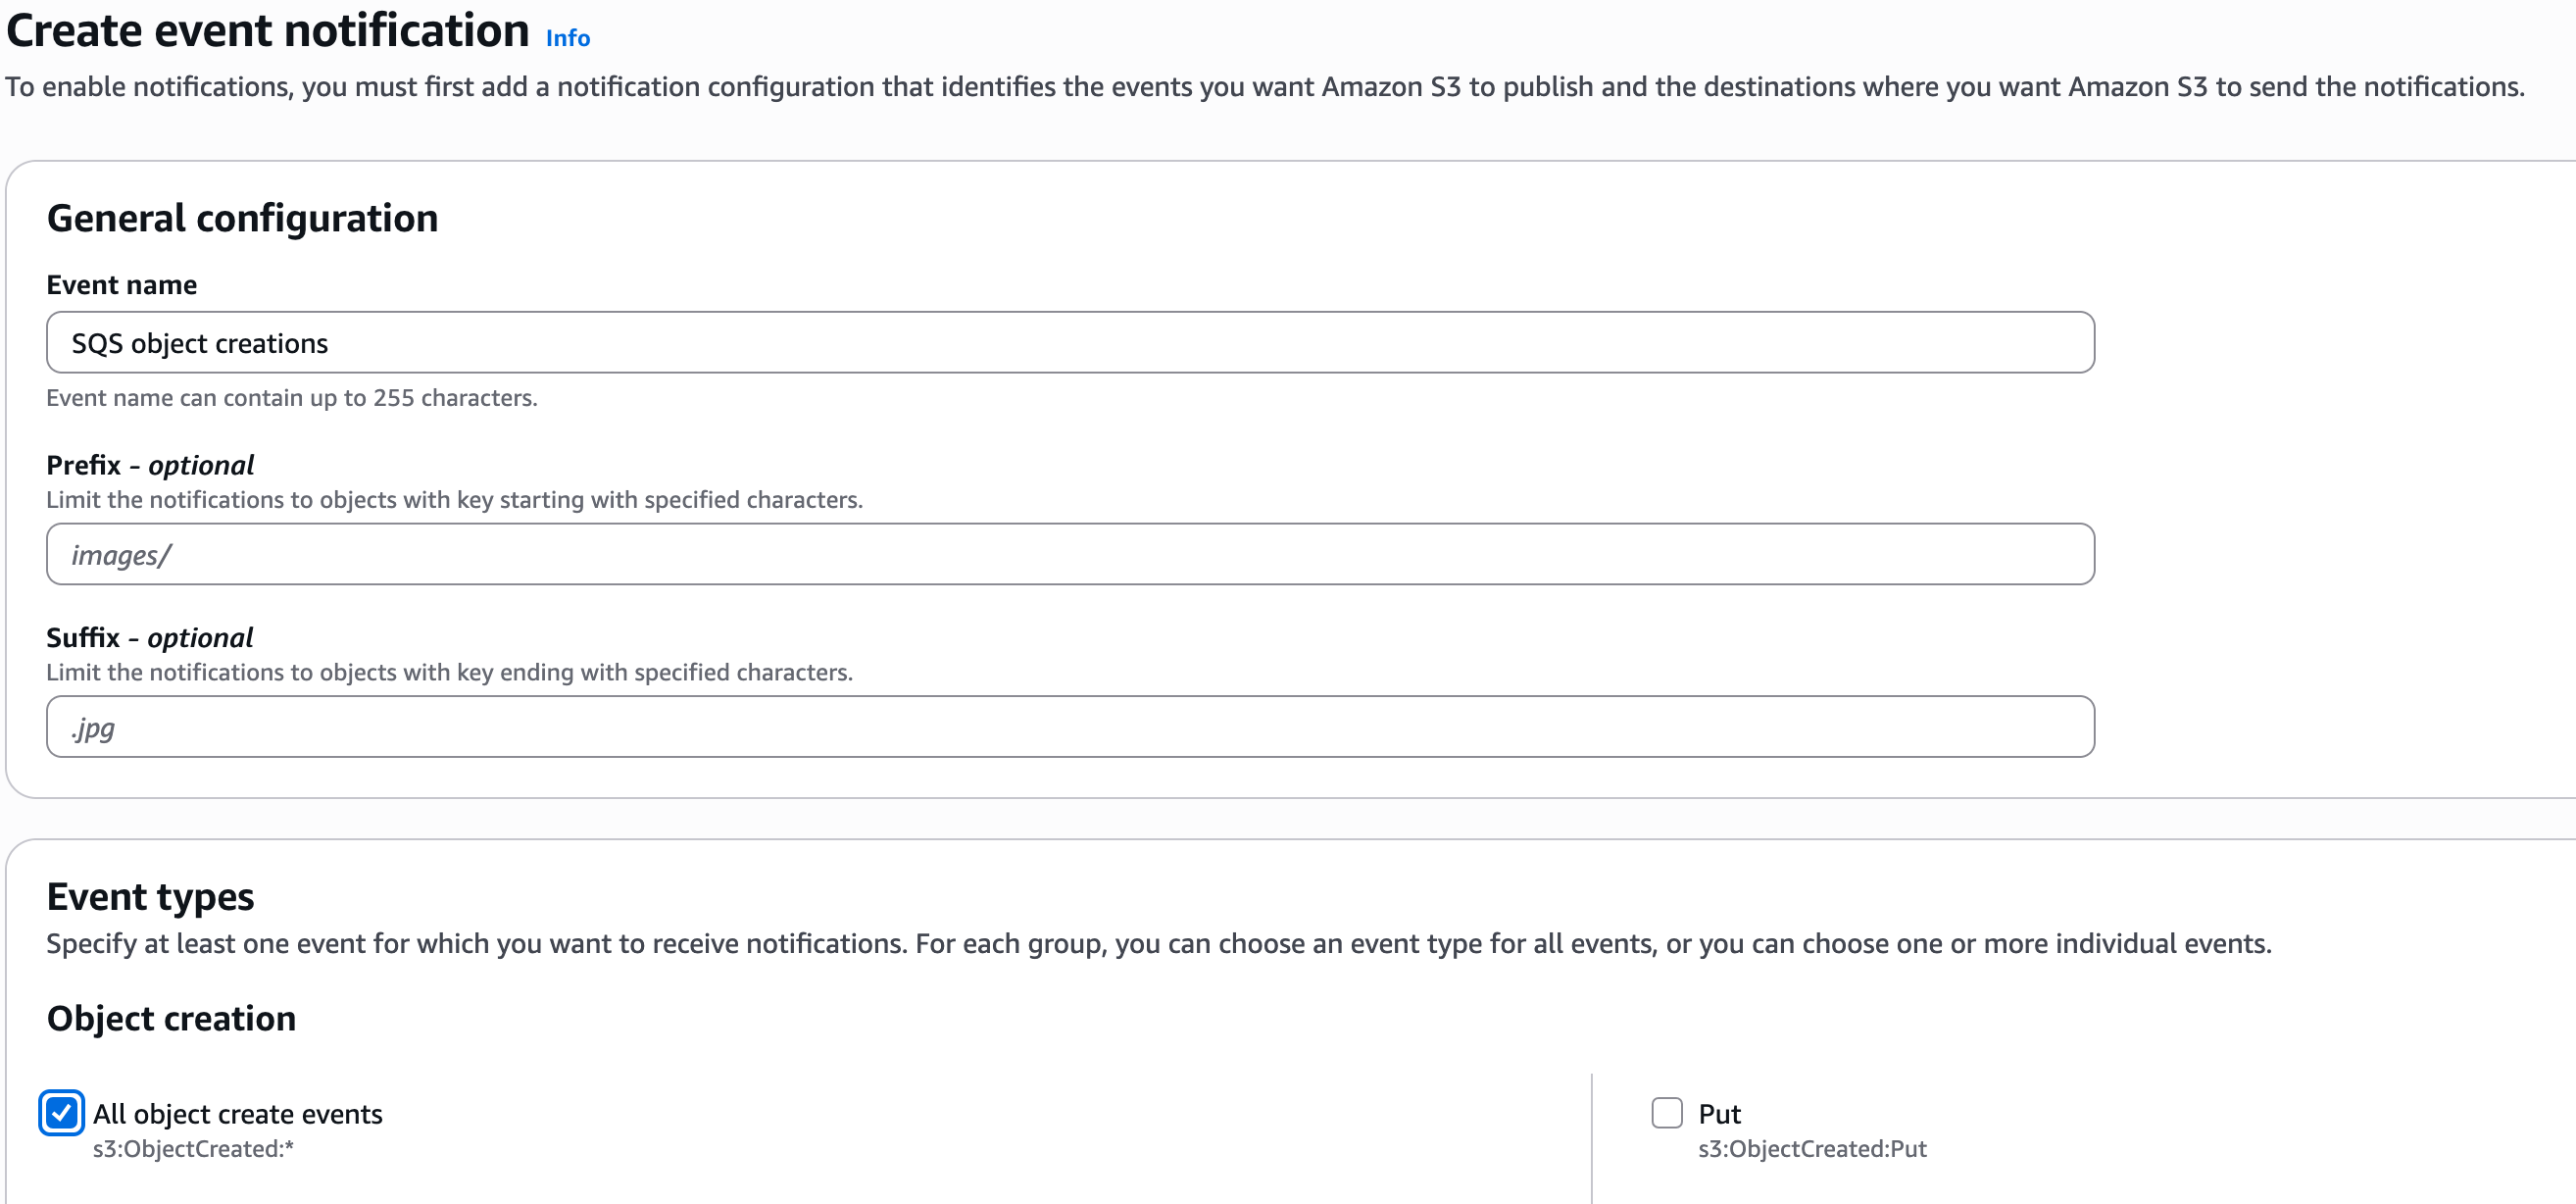 Create event notification Info
To enable notifications, you must first add a notification configuration that identifies the events you want Amazon S3 to publish and the destinations where you want Amazon S3 to send the notifications.
General configuration
Event name
SQS object creations
Event name can contain up to 255 characters.
Prefix - optional
Limit the notifications to objects with key starting with specified characters.
images/
Suffix - optional
Limit the notifications to objects with key ending with specified characters.
.jpg
Event types
Specify at least one event for which you want to receive notifications. For each group, you can choose an event type for all events, or you can choose one or more individual events.
Object creation
All object create events
s3:ObjectCreated:*
Put
s3:ObjectCreated:Put